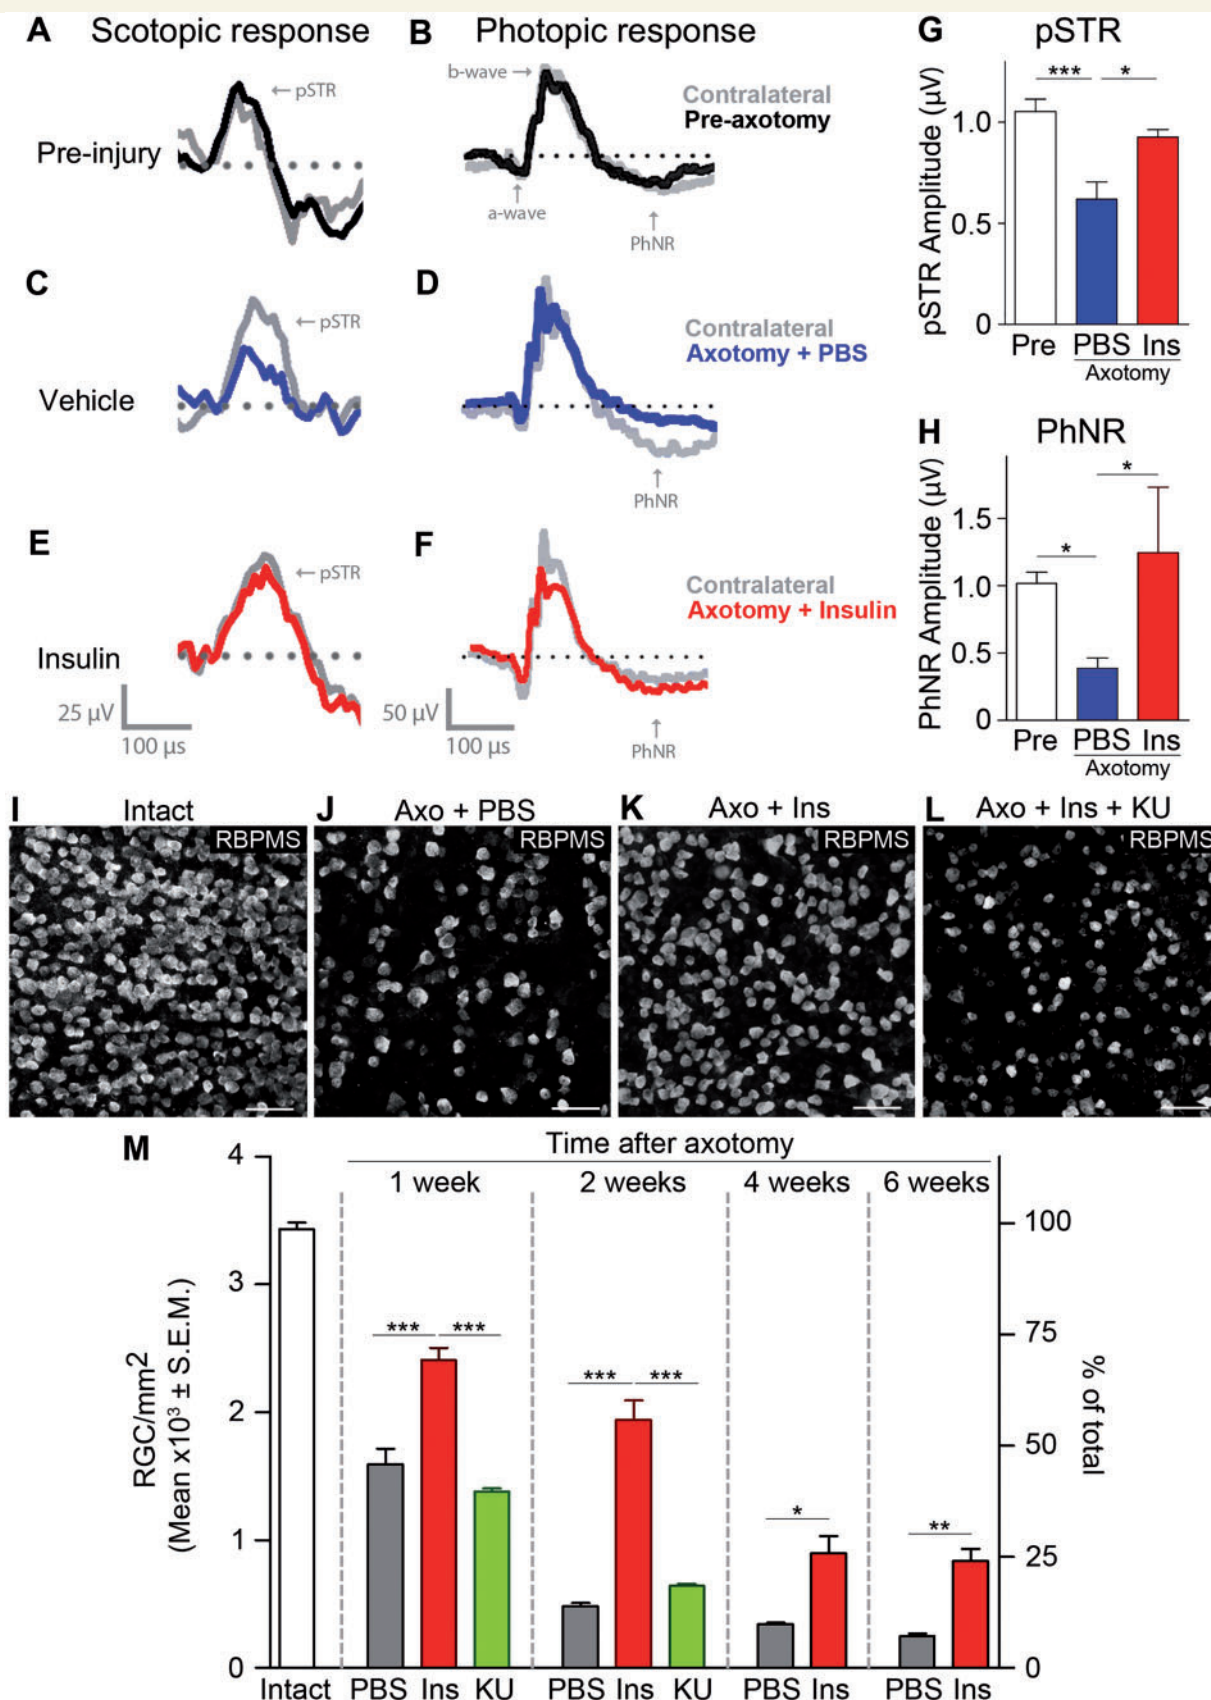 A Scotopic response
B Photopic response
Pre-injury
← pSTR
b-wave →
↑
a-wave
↑
PhNR
Contralateral
Pre-axotomy
C
Vehicle
← pSTR
D
↑
PhNR
Contralateral
Axotomy + PBS
E
Insulin
← pSTR
25 µV
100 µs
F
↑
PhNR
50 µV
100 µs
Contralateral
Axotomy + Insulin
G pSTR
pSTR Amplitude (µV)
*** *
1.0
0.5
0
Pre PBS Ins
Axotomy
H PhNR
PhNR Amplitude (µV)
*
*
1.5
1.0
0.5
0
Pre PBS Ins
Axotomy
I Intact
RBPMS
J Axo + PBS
RBPMS
K Axo + Ins
RBPMS
L Axo + Ins + KU
RBPMS
M
Time after axotomy
1 week 2 weeks 4 weeks 6 weeks
RGC/mm²
(Mean x10³ ± S.E.M.)
4
3
2
1
0
*** ***
*** ***
*
**
100
75
50
25
0
% of total
Intact PBS Ins KU PBS Ins KU PBS Ins PBS Ins